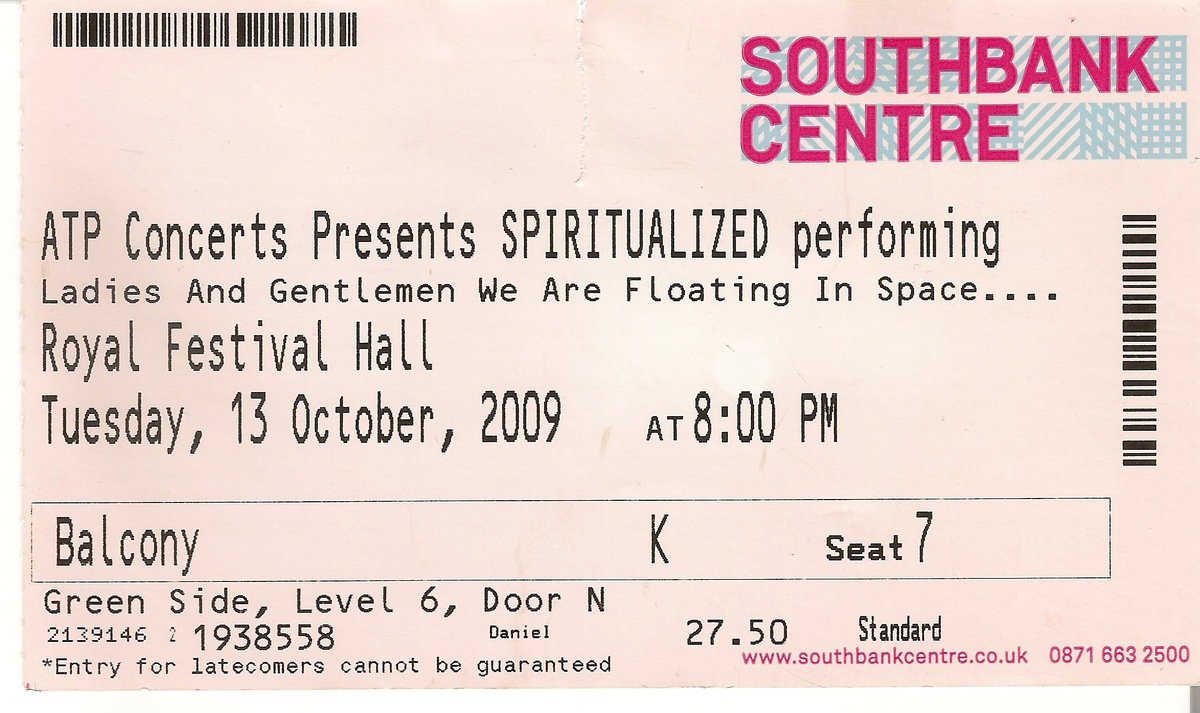 SOUTHBANK
CENTRE
ATP Concerts Presents SPIRITUALIZED performing
Ladies And Gentlemen We Are Floating In Space....
Royal Festival Hall
Tuesday, 13 October, 2009 AT 8:00 PM
Balcony K Seat 7
Green Side, Level 6, Door N
2139146 2 1938558 Daniel 27.50 Standard
*Entry for latecomers cannot be guaranteed
www.southbankcentre.co.uk 0871 663 2500